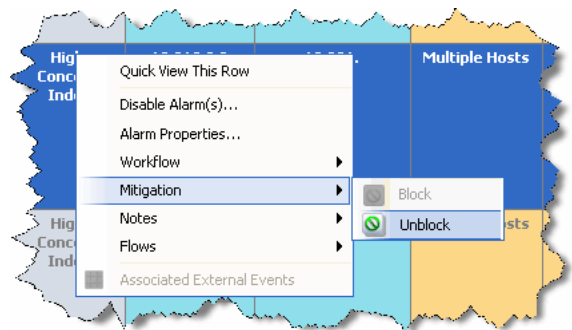 Multiple Hosts
Quick View This Row
Disable Alarm(s)...
Alarm Properties...
Workflow
Mitigation
Notes
Flows
Associated External Events
Block
Unblock